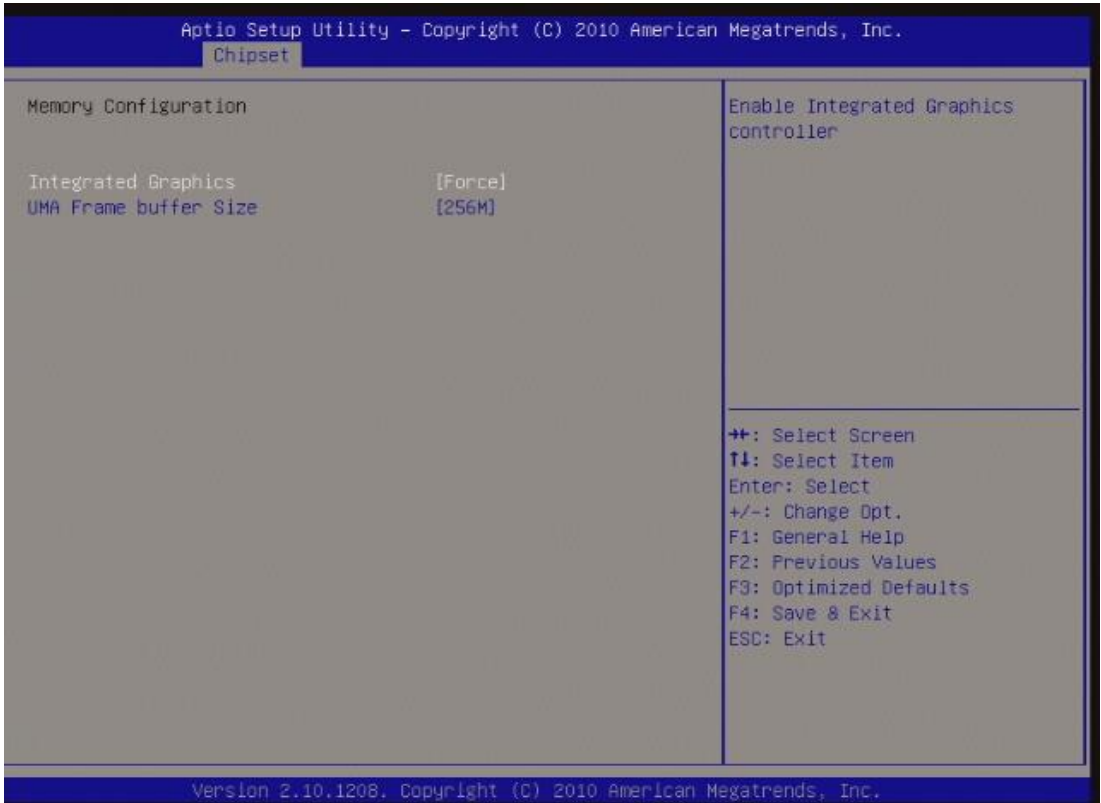 Aptio Setup Utility – Copyright (C) 2010 American Megatrends, Inc.
Chipset
Memory Configuration
Integrated Graphics [Force]
UMA Frame buffer Size [256M]
Enable Integrated Graphics
controller
→←: Select Screen
↑↓: Select Item
Enter: Select
+/-: Change Opt.
F1: General Help
F2: Previous Values
F3: Optimized Defaults
F4: Save & Exit
ESC: Exit
Version 2.10.1208. Copyright (C) 2010 American Megatrends, Inc.